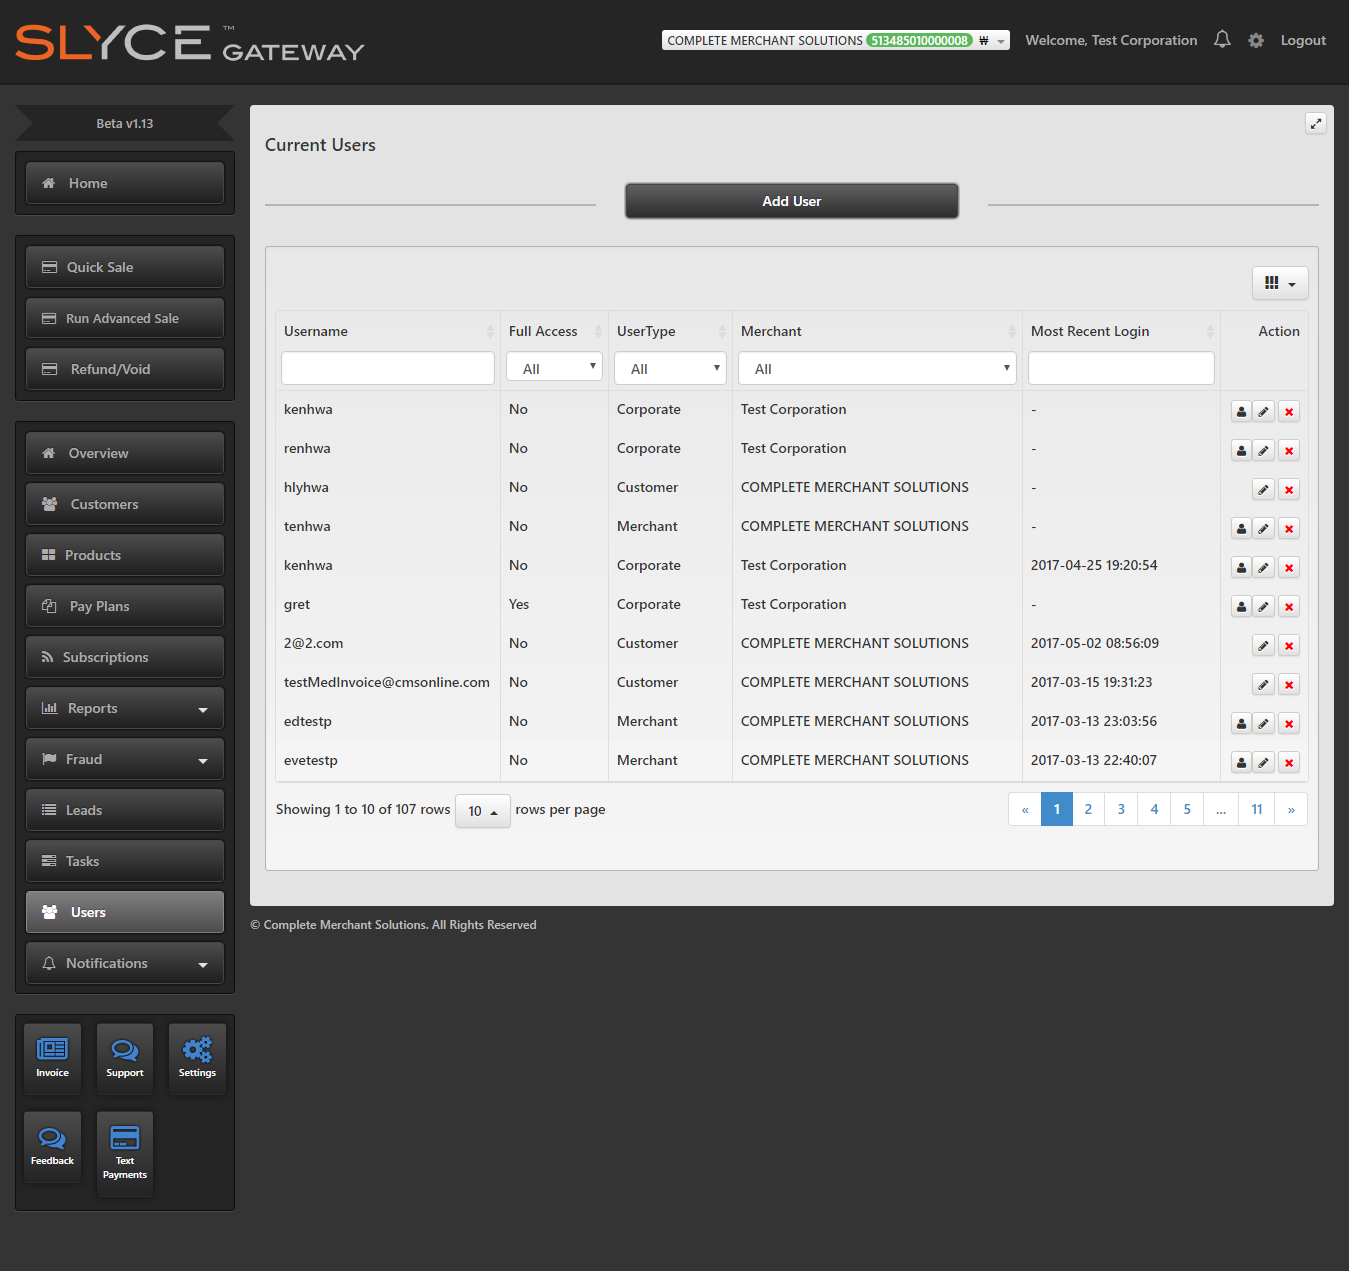 SLYCE ™ GATEWAY
COMPLETE MERCHANT SOLUTIONS 513485010000008 ₩
Welcome, Test Corporation
Logout
Beta v1.13
Home
Quick Sale
Run Advanced Sale
Refund/Void
Overview
Customers
Products
Pay Plans
Subscriptions
Reports
Fraud
Leads
Tasks
Users
Notifications
Invoice
Support
Settings
Feedback
Text
Payments
Current Users
Add User
Username Full Access UserType Merchant Most Recent Login Action
All All All
kenhwa No Corporate Test Corporation -
renhwa No Corporate Test Corporation -
hlyhwa No Customer COMPLETE MERCHANT SOLUTIONS -
tenhwa No Merchant COMPLETE MERCHANT SOLUTIONS -
kenhwa No Corporate Test Corporation 2017-04-25 19:20:54
gret Yes Corporate Test Corporation -
2@2.com No Customer COMPLETE MERCHANT SOLUTIONS 2017-05-02 08:56:09
testMedInvoice@cmsonline.com No Customer COMPLETE MERCHANT SOLUTIONS 2017-03-15 19:31:23
edtestp No Merchant COMPLETE MERCHANT SOLUTIONS 2017-03-13 23:03:56
evetestp No Merchant COMPLETE MERCHANT SOLUTIONS 2017-03-13 22:40:07
Showing 1 to 10 of 107 rows 10 rows per page
« 1 2 3 4 5 ... 11 »
© Complete Merchant Solutions. All Rights Reserved